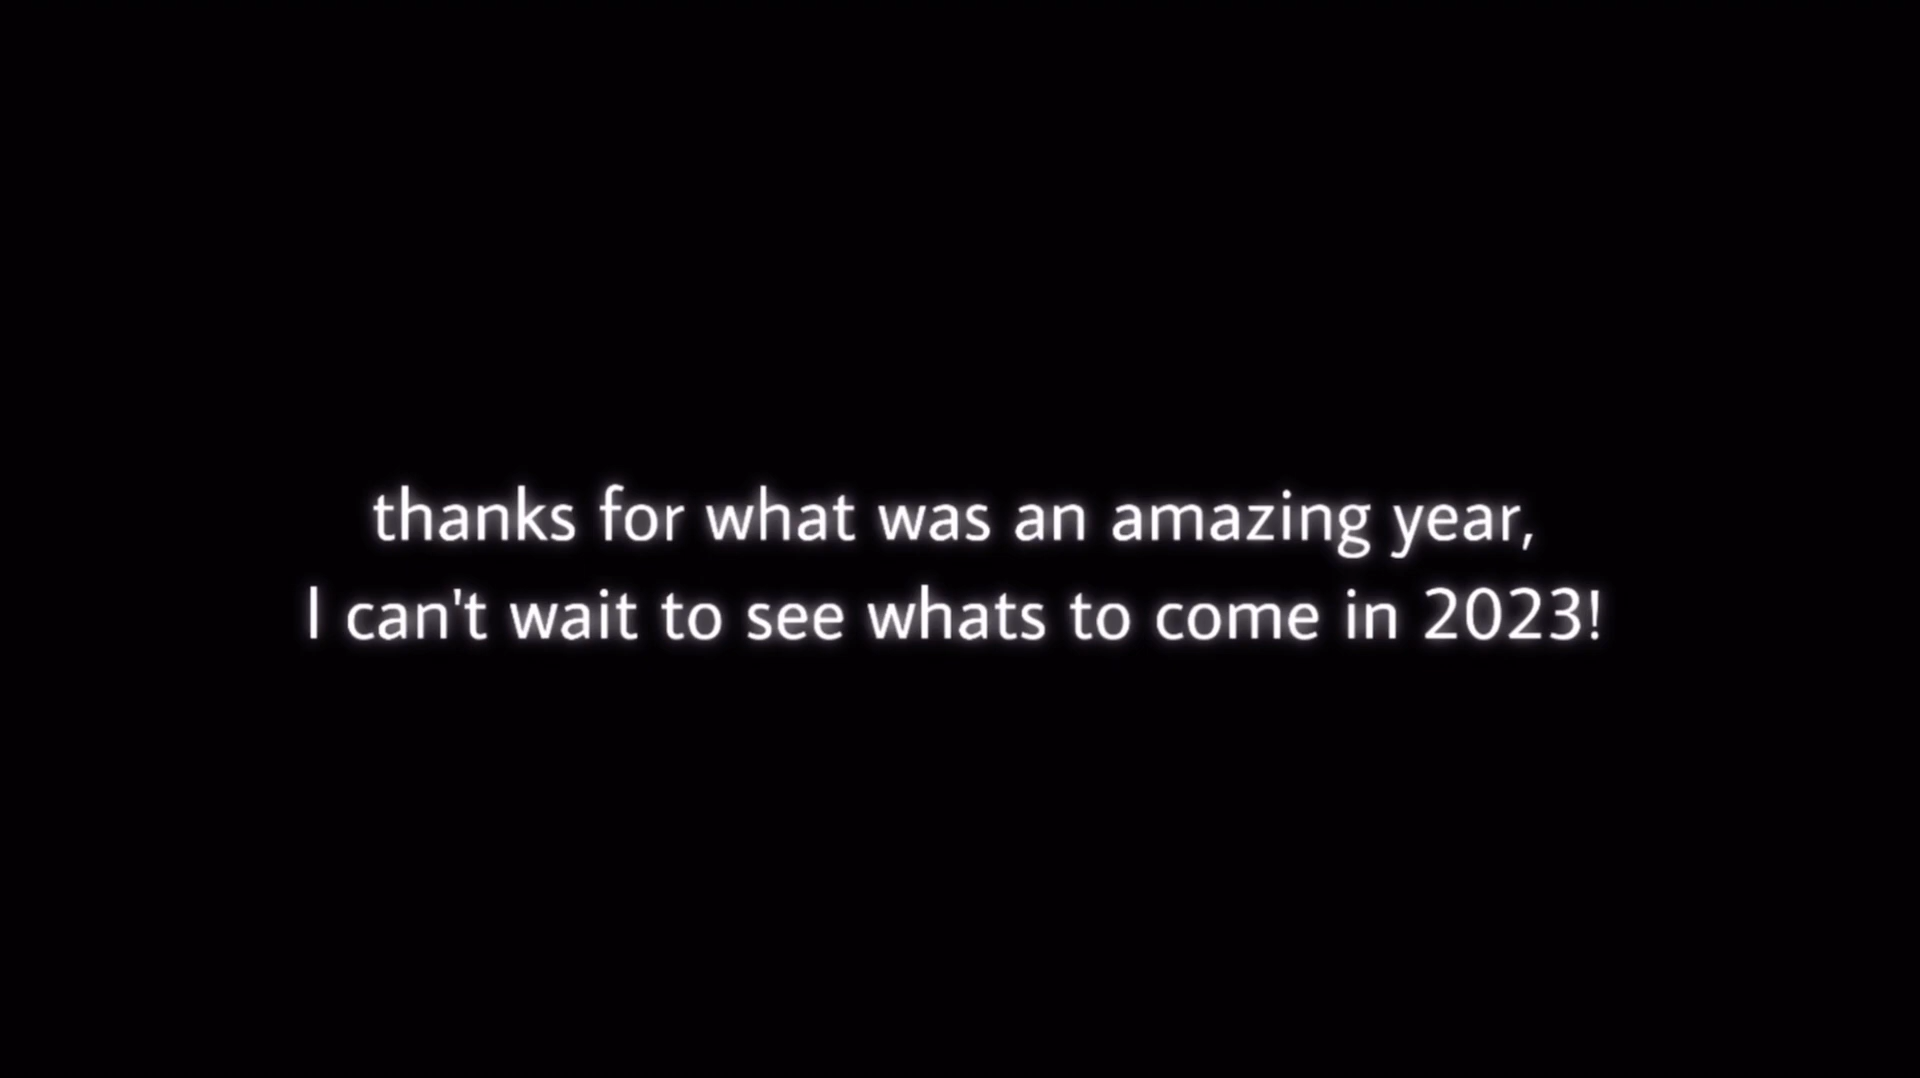 thanks for what was an amazing year,
I can't wait to see whats to come in 2023!